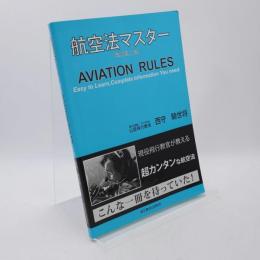 航空法マスター
AVIATION RULES
Easy to Learn, Complete Information You need
西守 騎世将
現役飛行教官が教える
超カンタンな航空法
こんな一冊を待っていた!